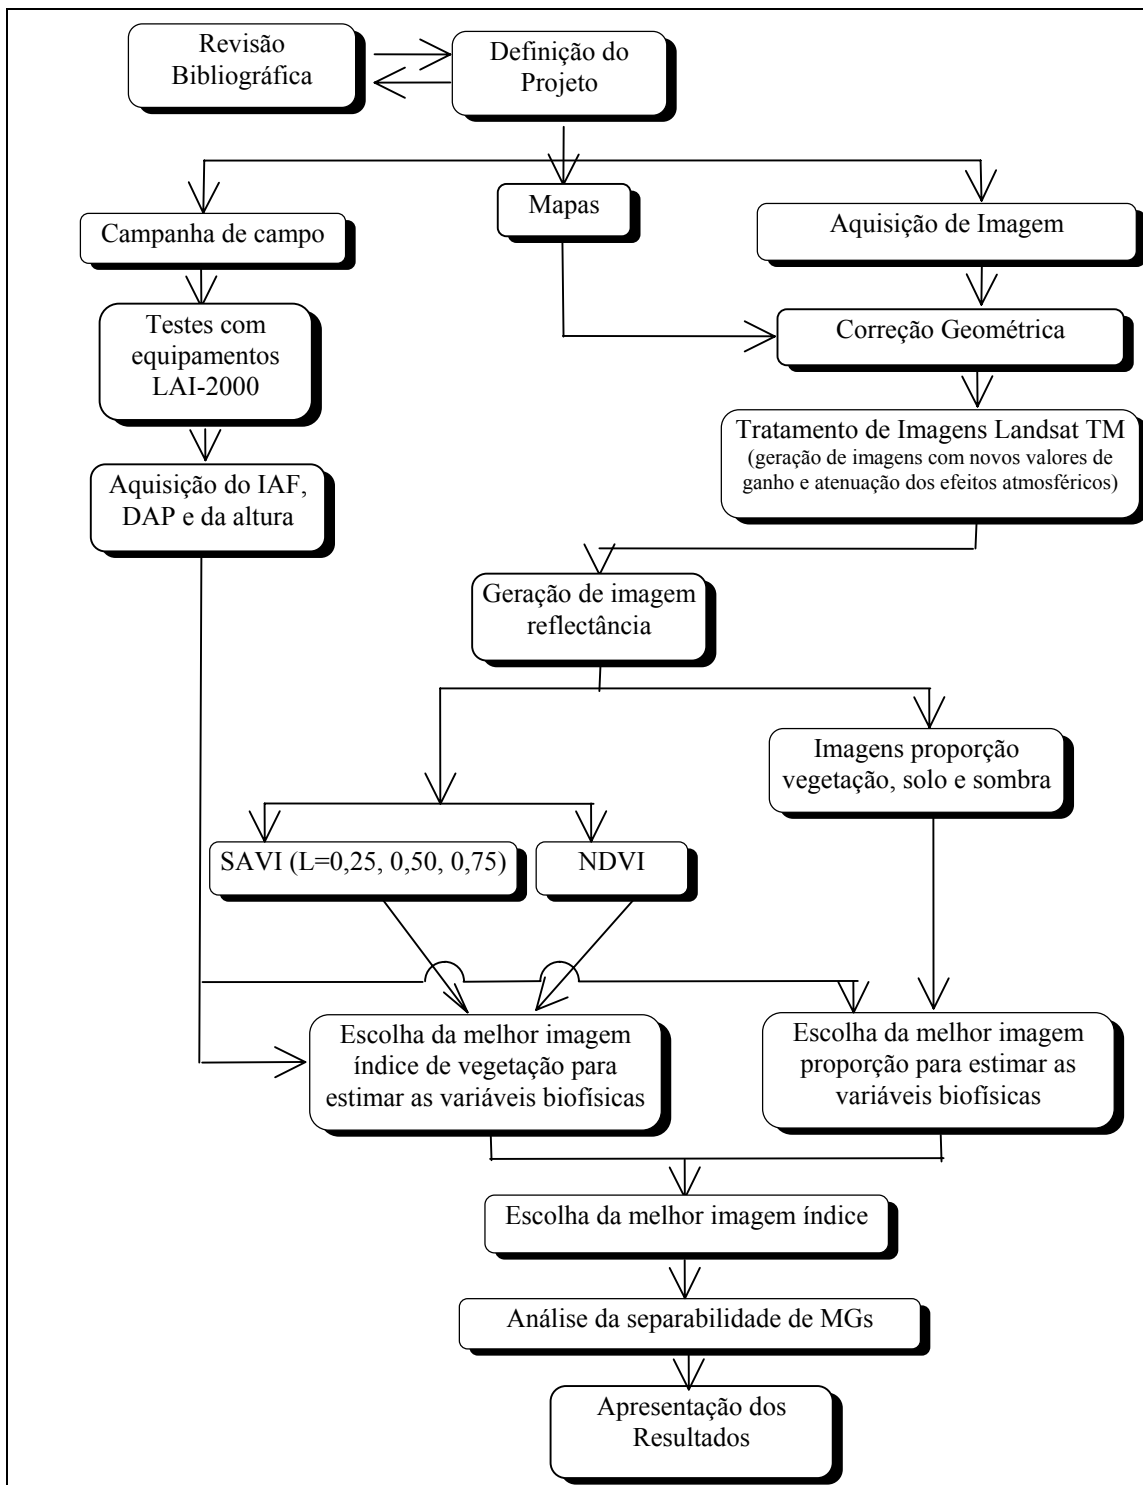 Revisão
Bibliográfica
Definição do
Projeto
Campanha de campo
Mapas
Aquisição de Imagem
Testes com
equipamentos
LAI-2000
Correção Geométrica
Tratamento de Imagens Landsat TM
(geração de imagens com novos valores de
ganho e atenuação dos efeitos atmosféricos)
Aquisição do IAF,
DAP e da altura
Geração de imagem
reflectância
Imagens proporção
vegetação, solo e sombra
SAVI (L=0,25, 0,50, 0,75)
NDVI
Escolha da melhor imagem
índice de vegetação para
estimar as variáveis biofísicas
Escolha da melhor imagem
proporção para estimar as
variáveis biofísicas
Escolha da melhor imagem índice
Análise da separabilidade de MGs
Apresentação dos
Resultados